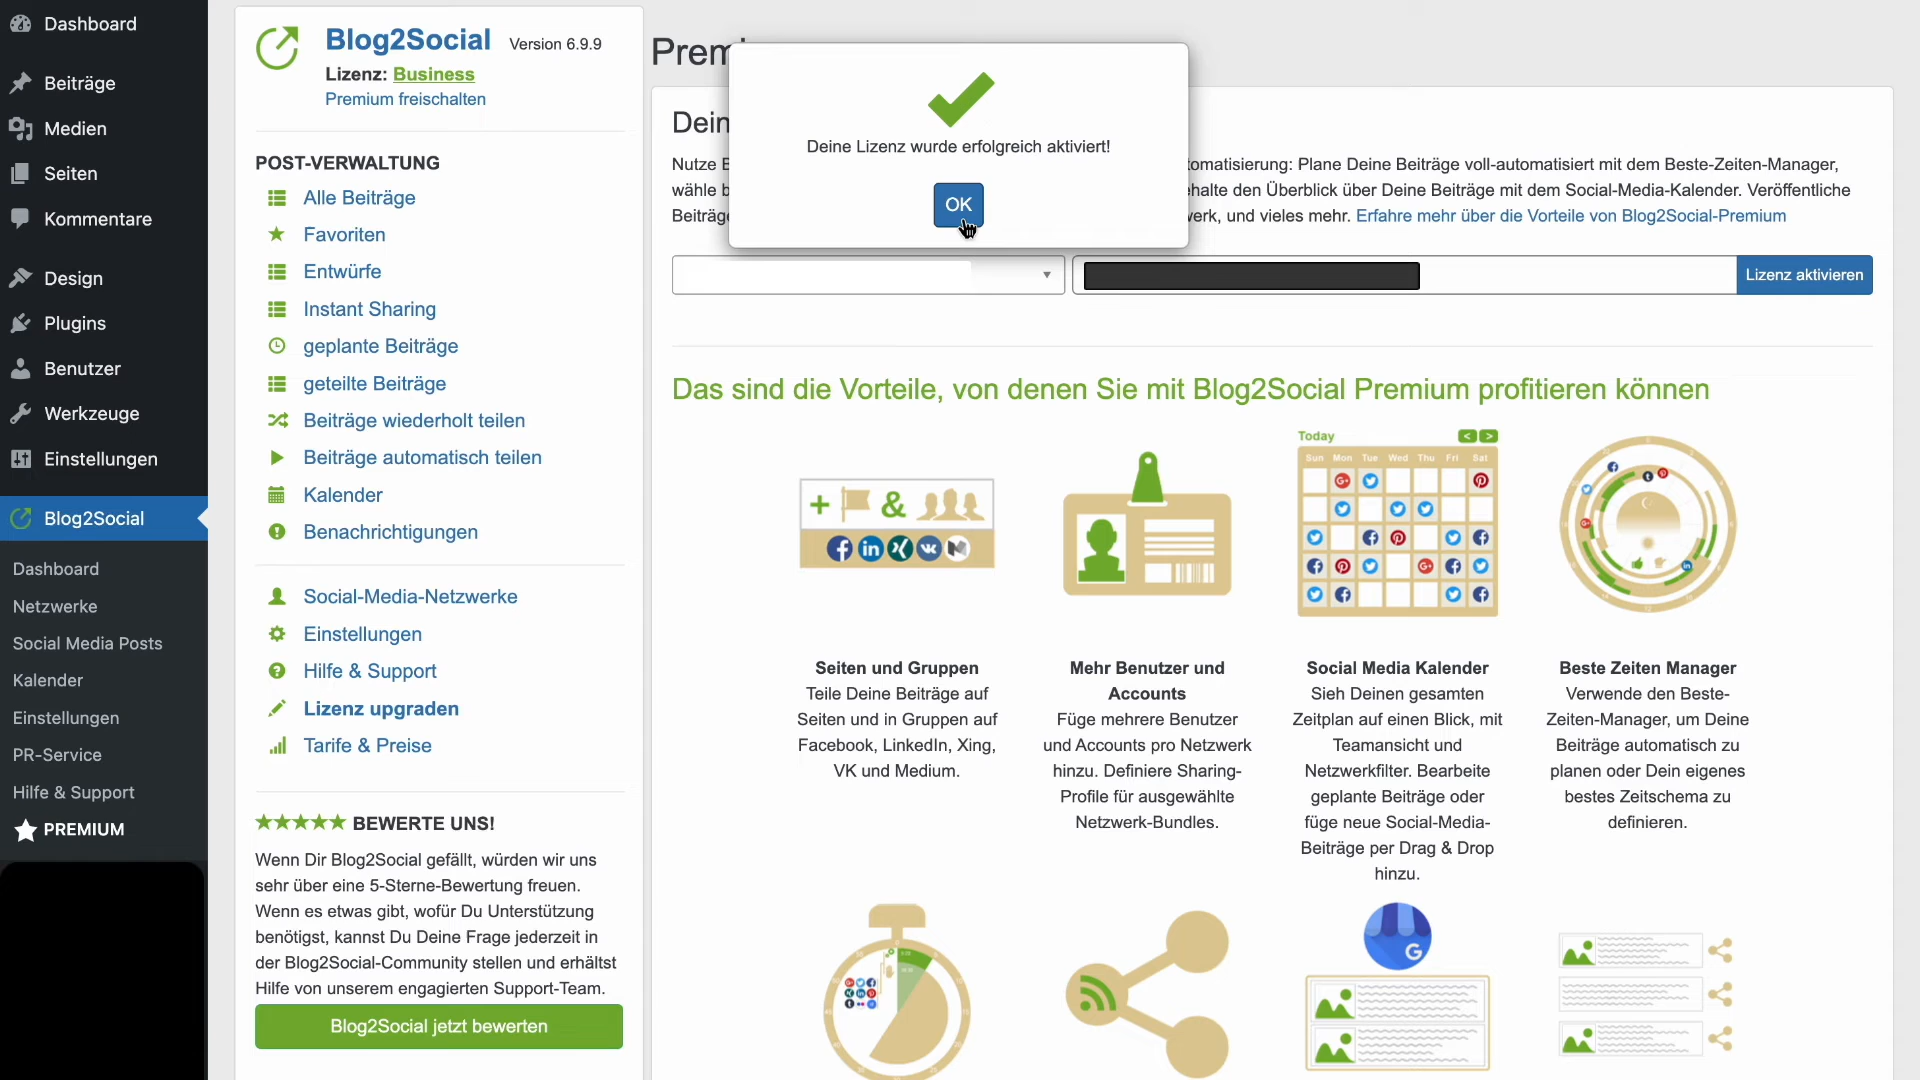 Dashboard
Beiträge
Medien
Seiten
Kommentare
Design
Plugins
Benutzer
Werkzeuge
Einstellungen
Blog2Social
Dashboard
Netzwerke
Social Media Posts
Kalender
Einstellungen
PR-Service
Hilfe & Support
PREMIUM
Blog2Social Version 6.9.9
Lizenz: Business
Premium freischalten
POST-VERWALTUNG
Alle Beiträge
Favoriten
Entwürfe
Instant Sharing
geplante Beiträge
geteilte Beiträge
Beiträge wiederholt teilen
Beiträge automatisch teilen
Kalender
Benachrichtigungen
Social-Media-Netzwerke
Einstellungen
Hilfe & Support
Lizenz upgraden
Tarife & Preise
BEWERTE UNS!
Wenn Dir Blog2Social gefällt, würden wir uns
sehr über eine 5-Sterne-Bewertung freuen.
Wenn es etwas gibt, wofür Du Unterstützung
benötigst, kannst Du Deine Frage jederzeit in
der Blog2Social-Community stellen und erhältst
Hilfe von unserem engagierten Support-Team.
Blog2Social jetzt bewerten
Deine Lizenz wurde erfolgreich aktiviert!
OK
Nutze
tomatisierung: Plane Deine Beiträge voll-automatisiert mit dem Beste-Zeiten-Manager,
wähle
halte den Überblick über Deine Beiträge mit dem Social-Media-Kalender. Veröffentliche
Beiträge
werk, und vieles mehr. Erfahre mehr über die Vorteile von Blog2Social-Premium
Lizenz aktivieren
Das sind die Vorteile, von denen Sie mit Blog2Social Premium profitieren können
Today
Sun Mon Tue Wed Thu Fri Sat
Seiten und Gruppen
Teile Deine Beiträge auf
Seiten und in Gruppen auf
Facebook, LinkedIn, Xing,
VK und Medium.
Mehr Benutzer und
Accounts
Füge mehrere Benutzer
und Accounts pro Netzwerk
hinzu. Definiere Sharing-
Profile für ausgewählte
Netzwerk-Bundles.
Social Media Kalender
Sieh Deinen gesamten
Zeitplan auf einen Blick, mit
Teamansicht und
Netzwerkfilter. Bearbeite
geplante Beiträge oder
füge neue Social-Media-
Beiträge per Drag & Drop
hinzu.
Beste Zeiten Manager
Verwende den Beste-
Zeiten-Manager, um Deine
Beiträge automatisch zu
planen oder Dein eigenes
bestes Zeitschema zu
definieren.